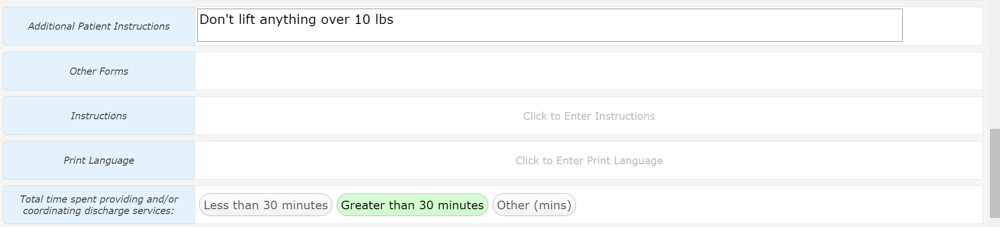 Additional Patient Instructions
Don't lift anything over 10 lbs
Other Forms
Instructions
Click to Enter Instructions
Print Language
Click to Enter Print Language
Total time spent providing and/or
coordinating discharge services:
Less than 30 minutes Greater than 30 minutes Other (mins)